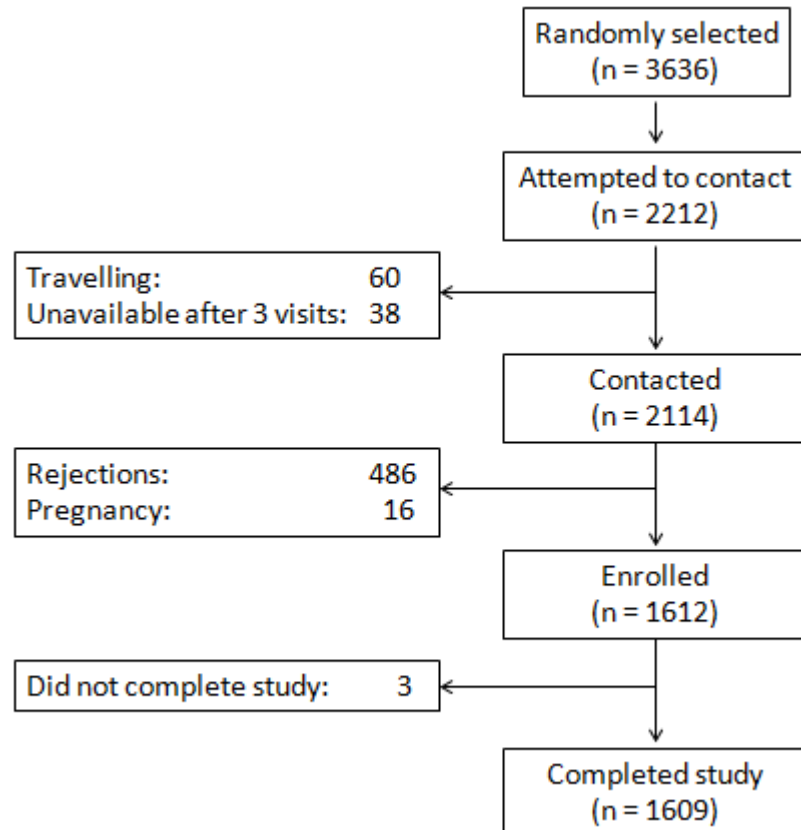 Randomly selected
(n = 3636)
Attempted to contact
(n = 2212)
Travelling: 60
Unavailable after 3 visits: 38
Contacted
(n = 2114)
Rejections: 486
Pregnancy: 16
Enrolled
(n = 1612)
Did not complete study: 3
Completed study
(n = 1609)